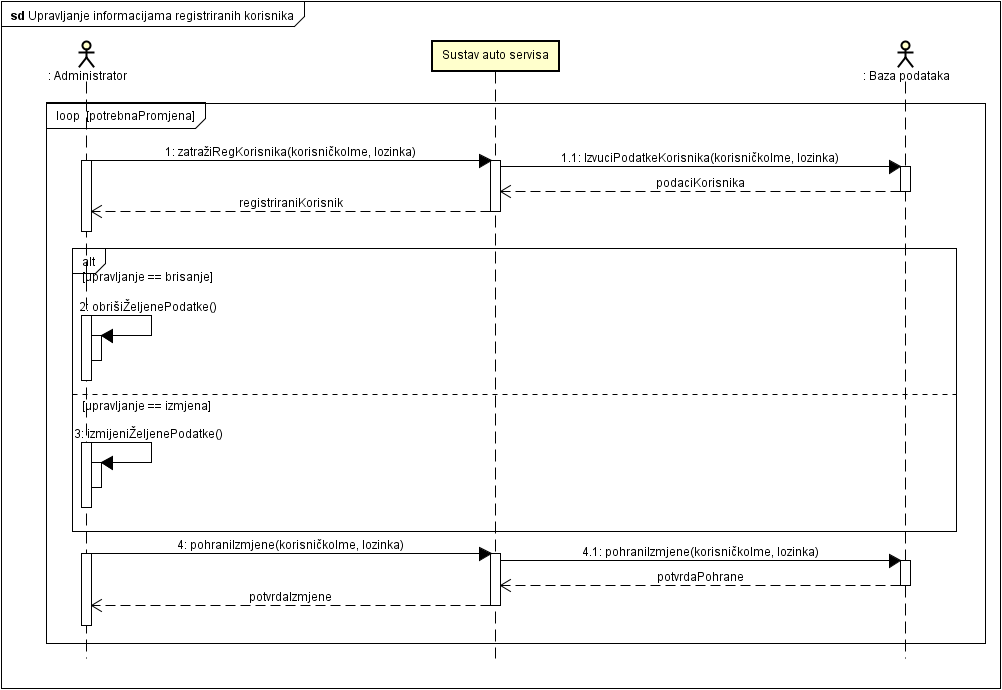 sd Upravljanje informacijama registriranih korisnika
: Administrator
Sustav auto servisa
: Baza podataka
loop [potrebnaPromjena]
1: zatražiRegKorisnika(korisničkoIme, lozinka)
1.1: IzvuciPodatkeKorisnika(korisničkoIme, lozinka)
podaciKorisnika
registriraniKorisnik
alt
[upravljanje == brisanje]
2: obrišiŽeljenePodatke()
[upravljanje == izmjena]
3: izmijeniŽeljenePodatke()
4: pohraniIzmjene(korisničkoIme, lozinka)
4.1: pohraniIzmjene(korisničkoIme, lozinka)
potvrdaPohrane
potvrdaIzmjene